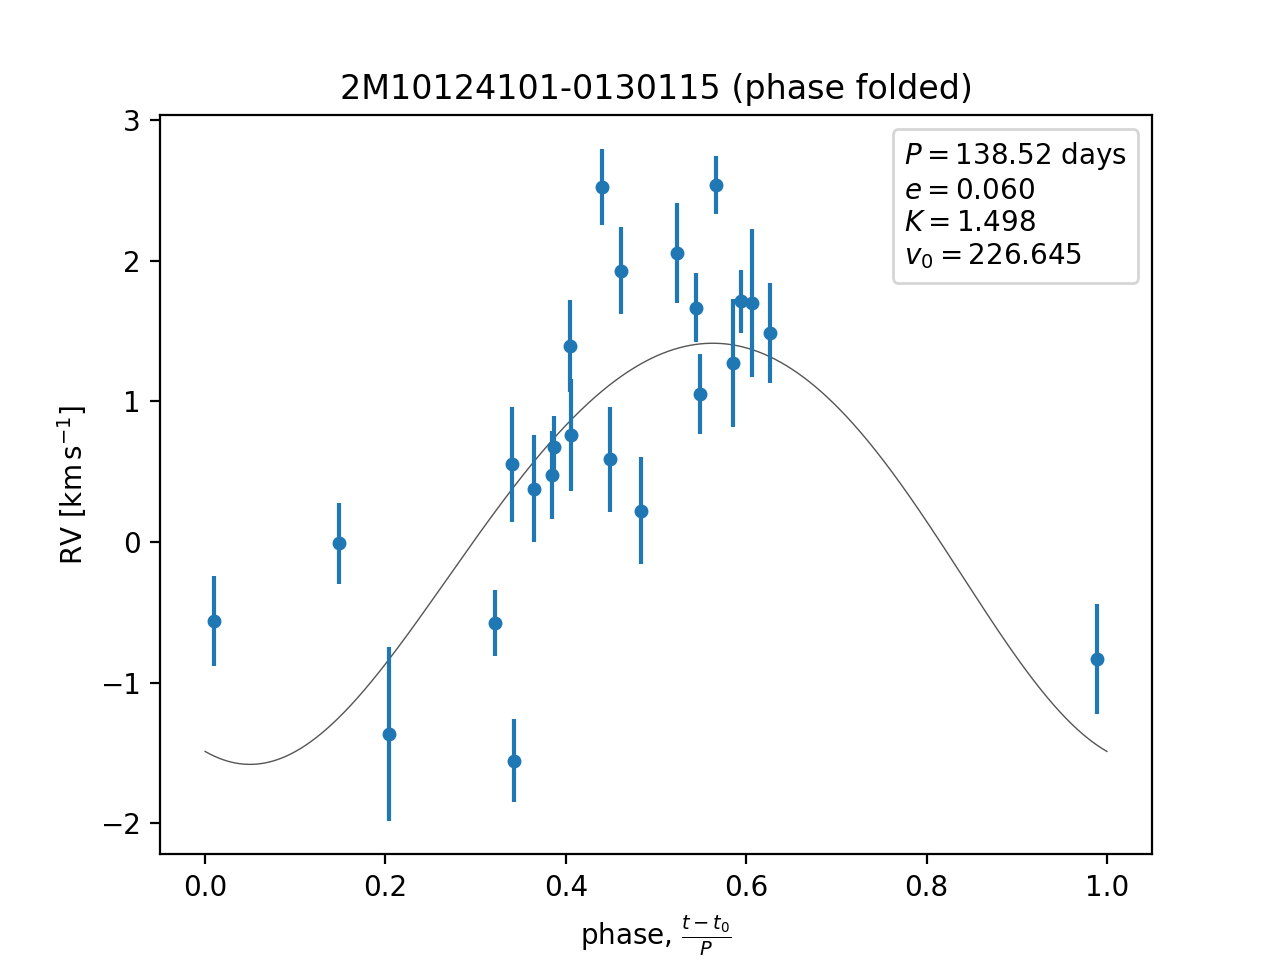 2M10124101-0130115 (phase folded)
P = 138.52 days
e = 0.060
K = 1.498
v₀ = 226.645
3
2
1
0
−1
−2
RV [km s⁻¹]
0.0 0.2 0.4 0.6 0.8 1.0
phase, (t − t₀)/P